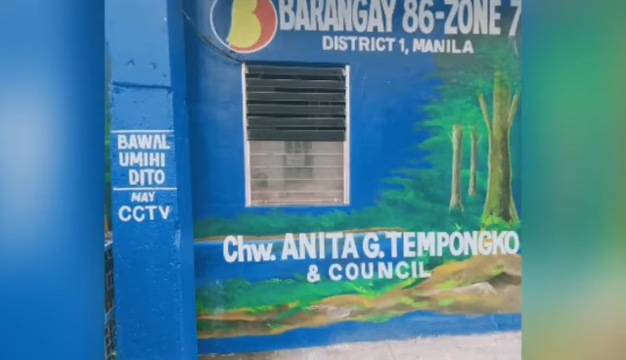 BARANGAY 86-ZONE 7
DISTRICT 1, MANILA
BAWAL
UMIHI
DITO
MAY
CCTV
Chw. ANITA G. TEMPONGKO
& COUNCIL